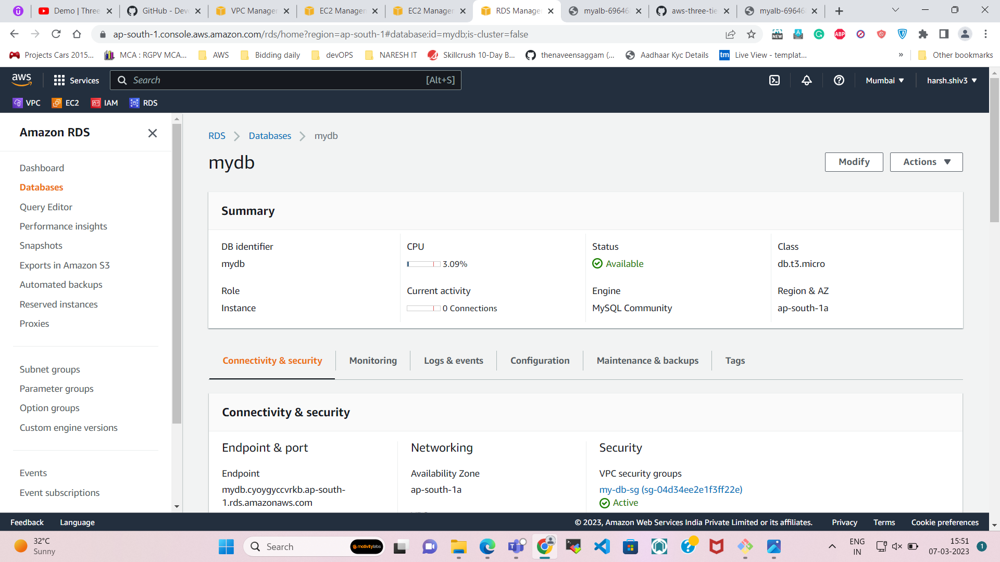 Demo | Three
GitHub - Deve
VPC Manager
EC2 Manager
EC2 Manager
RDS Manage
myalb-69646
aws-three-tie
myalb-69646
ap-south-1.console.aws.amazon.com/rds/home?region=ap-south-1#database:id=mydb;is-cluster=false
NEW
ABP
Projects Cars 2015...
MCA : RGPV MCA...
AWS
Bidding daily
devOPS
NARESH IT
Skillcrush 10-Day B...
thenaveensaggam (...
Aadhaar Kyc Details
tm
Live View - templat...
»
Other bookmarks
aws
Services
Search
[Alt+S]
Mumbai
harsh.shiv3
VPC
EC2
IAM
RDS
Amazon RDS
Dashboard
Databases
Query Editor
Performance insights
Snapshots
Exports in Amazon S3
Automated backups
Reserved instances
Proxies
Subnet groups
Parameter groups
Option groups
Custom engine versions
Events
Event subscriptions
RDS
Databases
mydb
mydb
Modify
Actions
Summary
DB identifier
mydb
CPU
3.09%
Status
Available
Class
db.t3.micro
Role
Instance
Current activity
0 Connections
Engine
MySQL Community
Region & AZ
ap-south-1a
Connectivity & security
Monitoring
Logs & events
Configuration
Maintenance & backups
Tags
Connectivity & security
Endpoint & port
Endpoint
mydb.cyoygyccvrkb.ap-south-
1.rds.amazonaws.com
Networking
Availability Zone
ap-south-1a
Security
VPC security groups
my-db-sg (sg-04d34ee2e1f3ff22e)
Active
Feedback
Language
© 2023, Amazon Web Services India Private Limited or its affiliates.
Privacy
Terms
Cookie preferences
32°C
Sunny
Search
motivitylabs
ENG
IN
15:51
07-03-2023
1